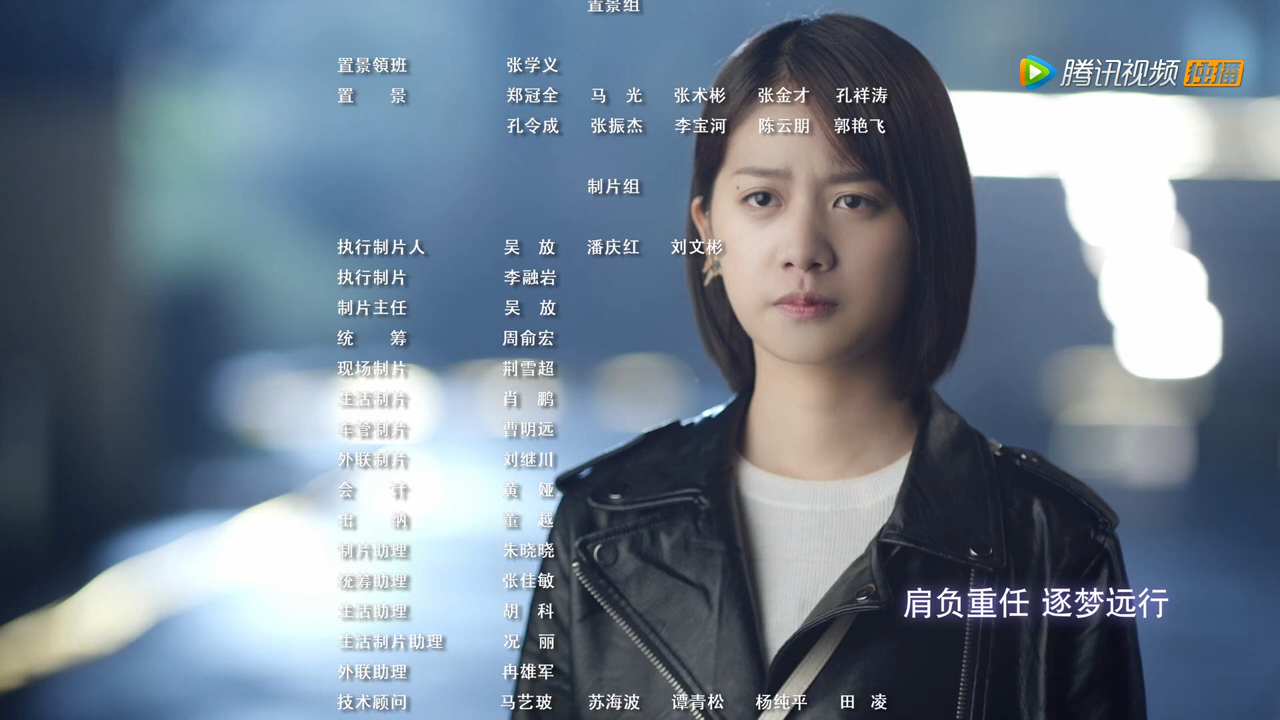 置景组
腾讯视频 独播
置景領班 张学义
置 景 郑冠全 马 光 张术彬 张金才 孔祥涛
孔令成 张振杰 李宝河 陈云朋 郭艳飞
制片组
执行制片人 吴 放 潘庆红 刘文彬
执行制片 李融岩
制片主任 吴 放
统 筹 周俞宏
现场制片 荆雪超
生活制片 肖 鹏
车管制片 曹明远
外联制片 刘继川
会 计 黄 娅
出 纳 董 越
制片助理 朱晓晓
统筹助理 张佳敏
生活助理 胡 科
生活制片助理 况 丽
外联助理 冉雄军
技术顾问 马艺玻 苏海波 谭青松 杨纯平 田 凌
肩负重任 逐梦远行